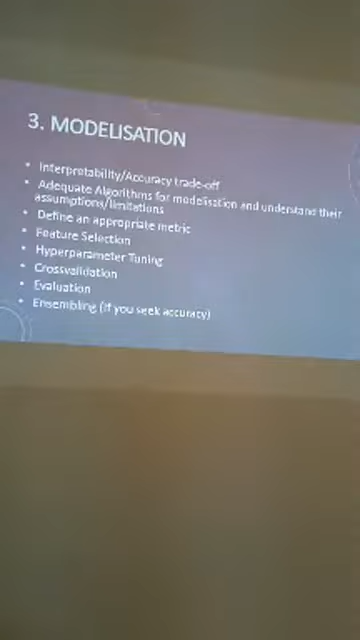 3. MODELISATION
Interpretability/Accuracy trade-off
Adequate Algorithms for modelisation and understand their
assumptions/limitations
Define an appropriate metric
Feature Selection
Hyperparameter Tuning
Crossvalidation
Evaluation
Ensembling (if you seek accuracy)